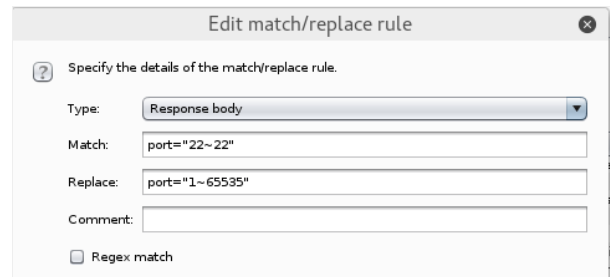 Edit match/replace rule
Specify the details of the match/replace rule.
Type: Response body
Match: port="22~22"
Replace: port="1~65535"
Comment:
Regex match